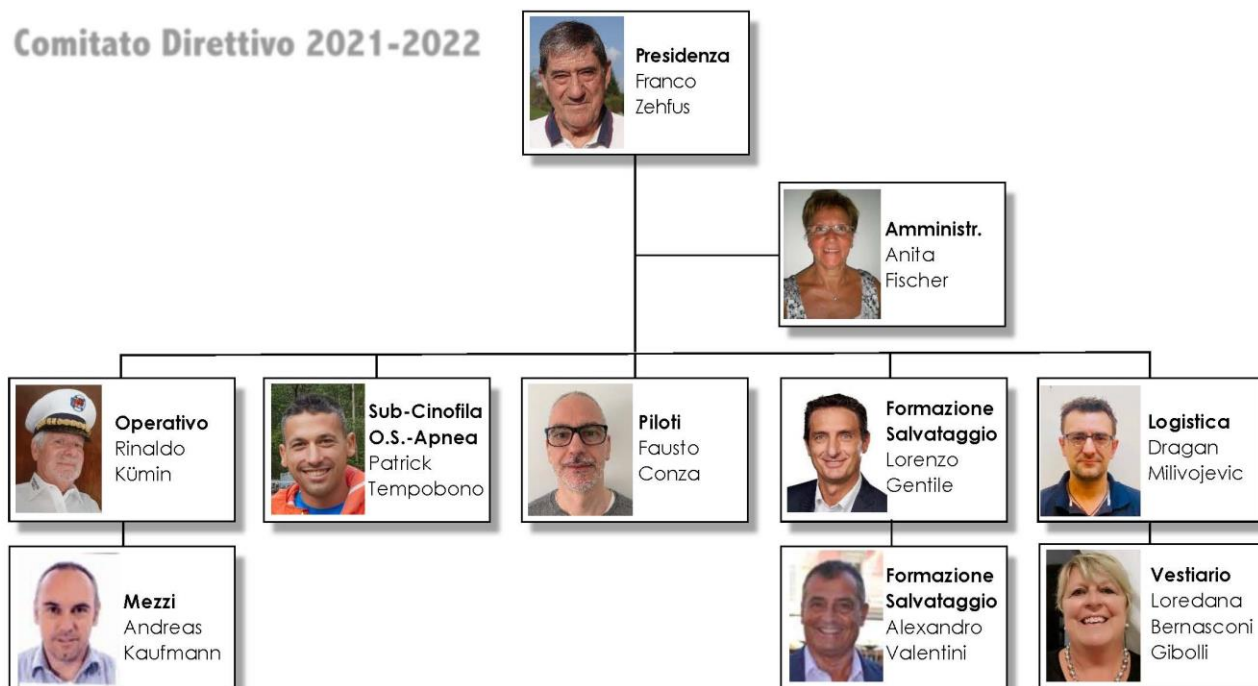 Comitato Direttivo 2021-2022
Presidenza
Franco
Zehfus
Amministr.
Anita
Fischer
Operativo
Rinaldo
Kümin
Sub-Cinofila
O.S.-Apnea
Patrick
Tempobono
Piloti
Fausto
Conza
Formazione
Salvataggio
Lorenzo
Gentile
Logistica
Dragan
Milivojevic
Mezzi
Andreas
Kaufmann
Formazione
Salvataggio
Alexandro
Valentini
Vestiario
Loredana
Bernasconi
Gibolli